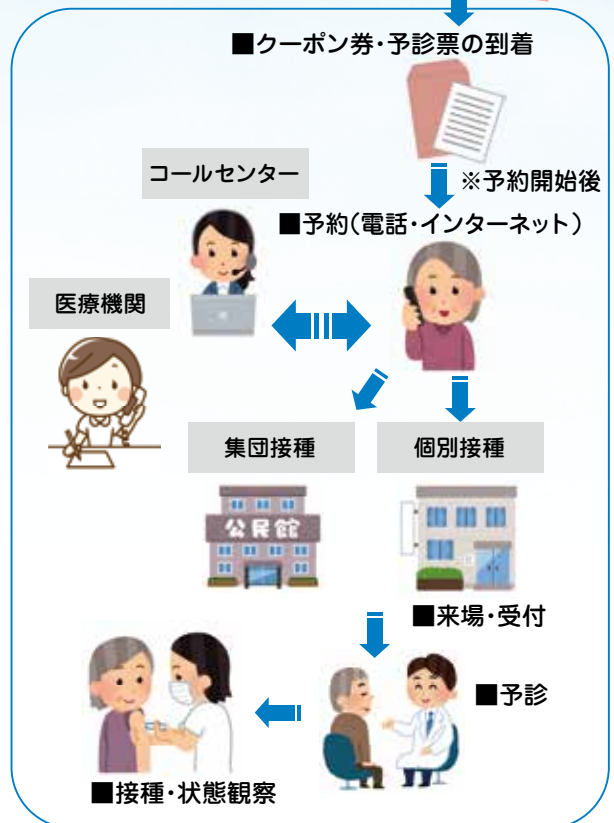 ■クーポン券・予診票の到着
※予約開始後
コールセンター
■予約(電話・インターネット)
医療機関
集団接種
個別接種
公民館
■来場・受付
■予診
■接種・状態観察